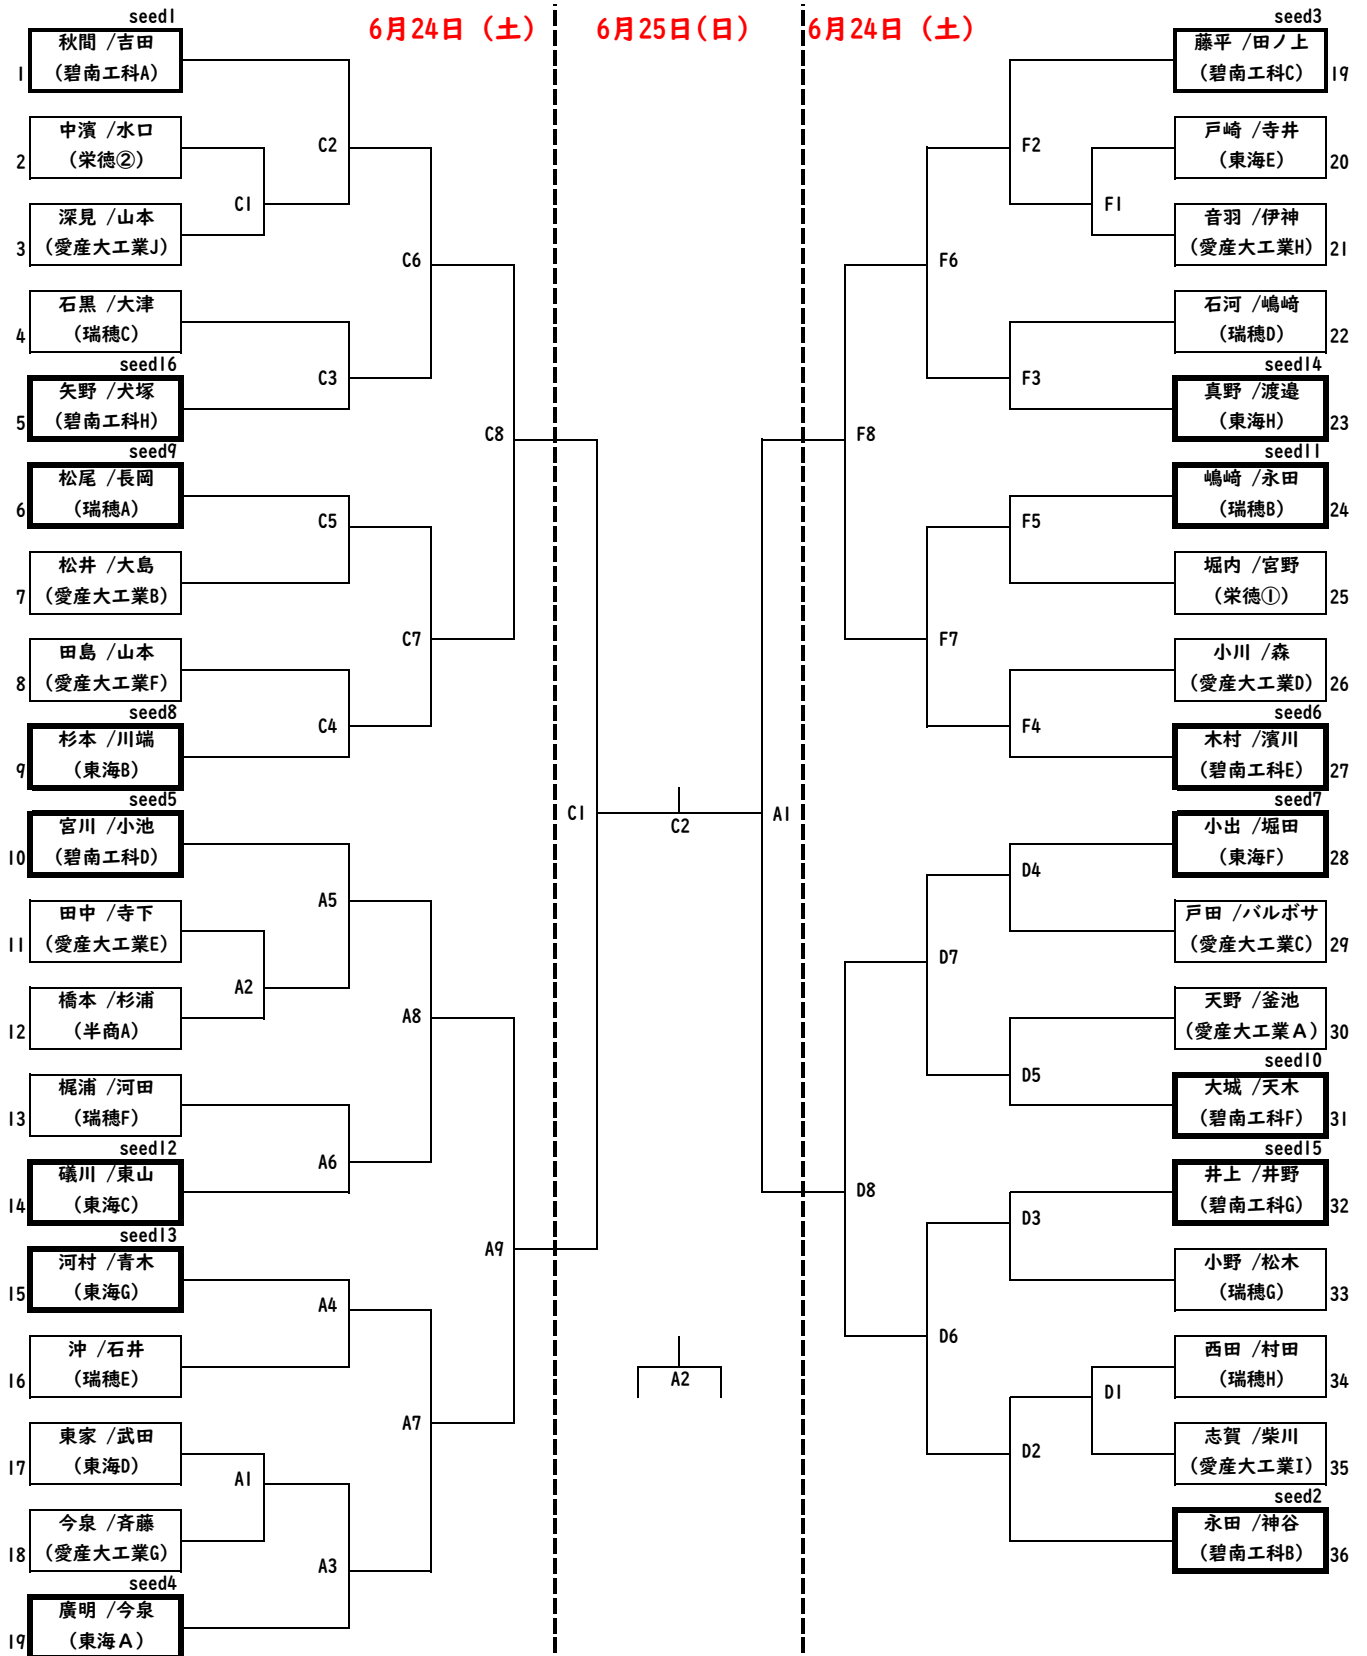 6月24日（土）
6月25日(日)
6月24日（土）
seed1
秋間 /吉田
1
(碧南工科A)
中濱 /水口
2
(栄徳②)
C1
C2
深見 /山本
3
(愛産大工業J)
C6
石黒 /大津
4
(瑞穂C)
seed16
C3
矢野 /犬塚
5
(碧南工科H)
C8
seed9
松尾 /長岡
6
(瑞穂A)
C5
松井 /大島
7
(愛産大工業B)
C7
田島 /山本
8
(愛産大工業F)
seed8
C4
杉本 /川端
9
(東海B)
seed5
C1
宮川 /小池
10
(碧南工科D)
A5
田中 /寺下
11
(愛産大工業E)
A2
橋本 /杉浦
12
(半商A)
A8
梶浦 /河田
13
(瑞穂F)
seed12
A6
礒川 /東山
14
(東海C)
seed13
A9
河村 /青木
15
(東海G)
A4
沖 /石井
16
(瑞穂E)
A7
東家 /武田
17
(東海D)
A1
今泉 /斉藤
18
(愛産大工業G)
seed4
A3
廣明 /今泉
19
(東海Ａ)
C2
A2
A1
seed3
藤平 /田ノ上
(碧南工科C)
19
F2
戸崎 /寺井
(東海E)
20
F1
音羽 /伊神
(愛産大工業H)
21
F6
石河 /嶋﨑
(瑞穂D)
22
seed14
F3
真野 /渡邉
(東海H)
23
F8
seed11
嶋﨑 /永田
(瑞穂B)
24
F5
堀内 /宮野
(栄徳①)
25
F7
小川 /森
(愛産大工業D)
26
seed6
F4
木村 /濱川
(碧南工科E)
27
seed7
小出 /堀田
(東海F)
28
D4
戸田 /バルボサ
(愛産大工業C)
29
D7
天野 /釜池
(愛産大工業Ａ)
30
seed10
D5
大城 /天木
(碧南工科F)
31
seed15
D8
井上 /井野
(碧南工科G)
32
D3
小野 /松木
(瑞穂G)
33
D6
西田 /村田
(瑞穂H)
34
D1
D2
志賀 /柴川
(愛産大工業I)
35
seed2
永田 /神谷
(碧南工科B)
36